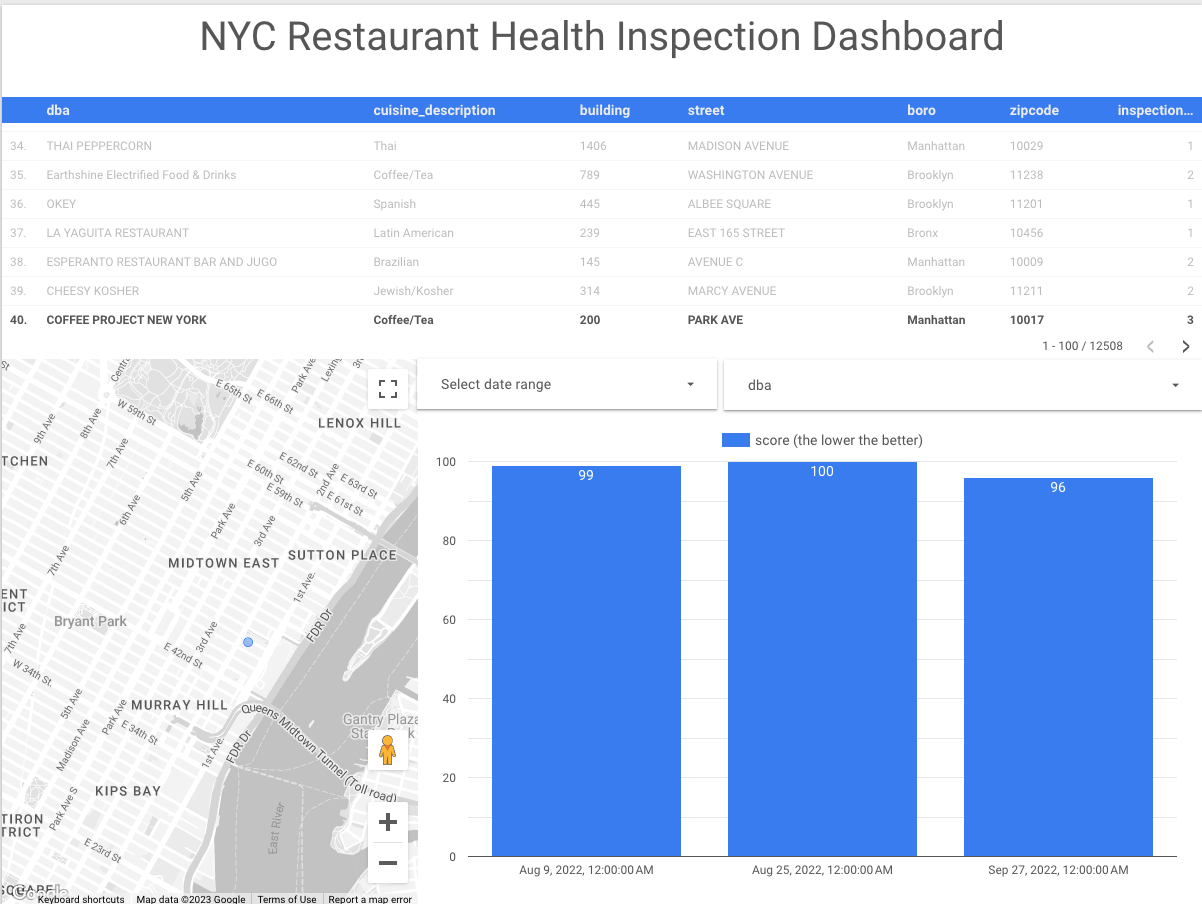 NYC Restaurant Health Inspection Dashboard
dba cuisine_description building street boro zipcode inspection...
34. THAI PEPPERCORN Thai 1406 MADISON AVENUE Manhattan 10029 1
35. Earthshine Electrified Food & Drinks Coffee/Tea 789 WASHINGTON AVENUE Brooklyn 11238 2
36. OKEY Spanish 445 ALBEE SQUARE Brooklyn 11201 1
37. LA YAGUITA RESTAURANT Latin American 239 EAST 165 STREET Bronx 10456 1
38. ESPERANTO RESTAURANT BAR AND JUGO Brazilian 145 AVENUE C Manhattan 10009 2
39. CHEESY KOSHER Jewish/Kosher 314 MARCY AVENUE Brooklyn 11211 2
40. COFFEE PROJECT NEW YORK Coffee/Tea 200 PARK AVE Manhattan 10017 3
1 - 100 / 12508
St
Centr
Park Ave
Lexing
3r
E 65th St
E 66th St
W 59th St
9th Ave
8th Ave
7th Ave
LENOX HILL
TCHEN
E 60th St
E 62nd St
E 63rd St
E 59th St
2nd Ave
E 61st St
5th Ave
6th Ave
Park Ave
3rd Ave
7th Ave
MIDTOWN EAST
SUTTON PLACE
1st Ave.
ENT
ICT
Bryant Park
7th Ave
3rd Ave
FDR Dr
E 42nd St
W 34th St.
5th Ave
Park Ave
MURRAY HILL
E 34th St
Madison Ave
1st Ave
FDR Dr
Queens Midtown Tunnel (Toll road)
Gantry Plaza
Sta
k
KIPS BAY
Park Ave S
TIRON
TRICT
E 23rd St
East River
SQUARE
Google
Keyboard shortcuts Map data ©2023 Google Terms of Use Report a map error
Select date range
dba
score (the lower the better)
100
80
60
40
20
0
99
100
96
Aug 9, 2022, 12:00:00 AM
Aug 25, 2022, 12:00:00 AM
Sep 27, 2022, 12:00:00 AM